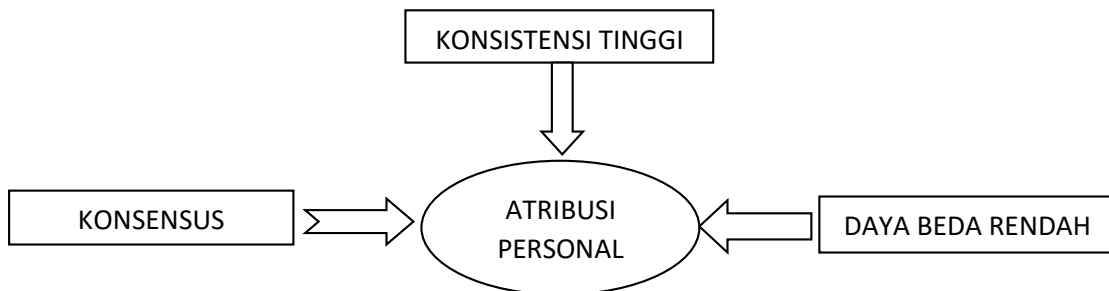 KONSISTENSI TINGGI
KONSENSUS
ATRIBUSI
PERSONAL
DAYA BEDA RENDAH